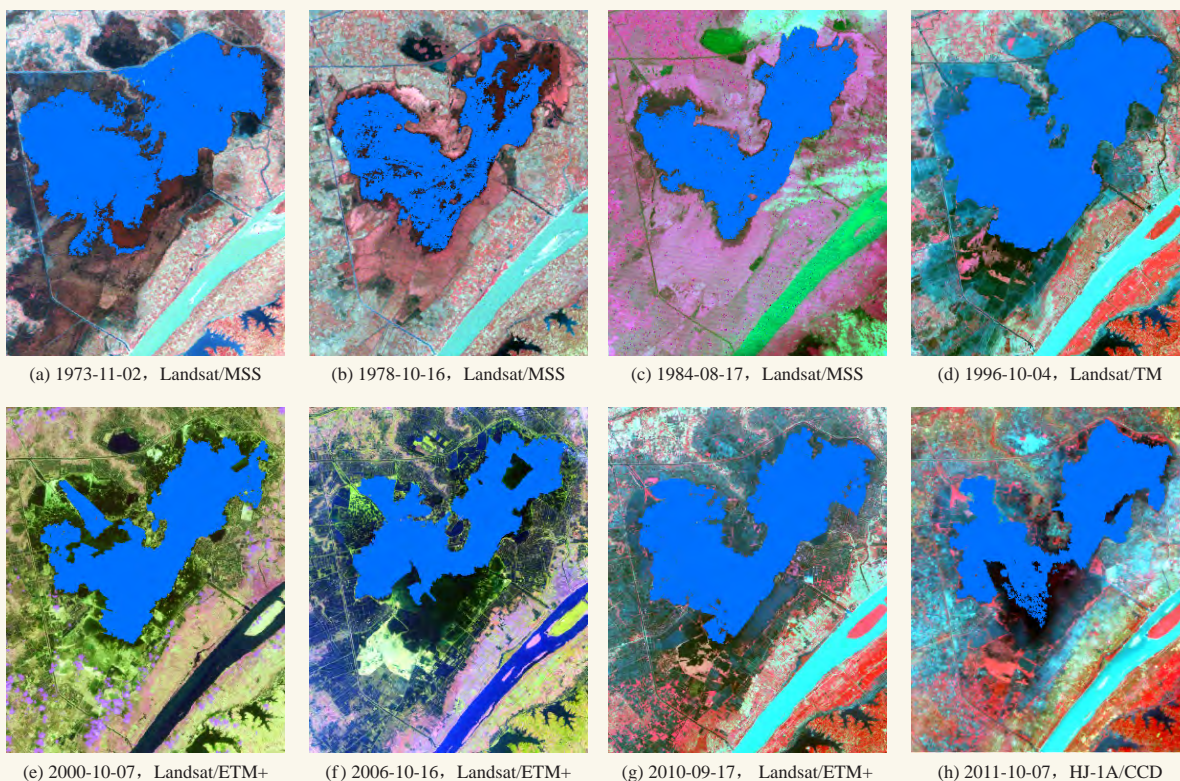 (a) 1973-11-02，Landsat/MSS
(b) 1978-10-16，Landsat/MSS
(c) 1984-08-17，Landsat/MSS
(d) 1996-10-04，Landsat/TM
(e) 2000-10-07，Landsat/ETM+
(f) 2006-10-16，Landsat/ETM+
(g) 2010-09-17，Landsat/ETM+
(h) 2011-10-07，HJ-1A/CCD